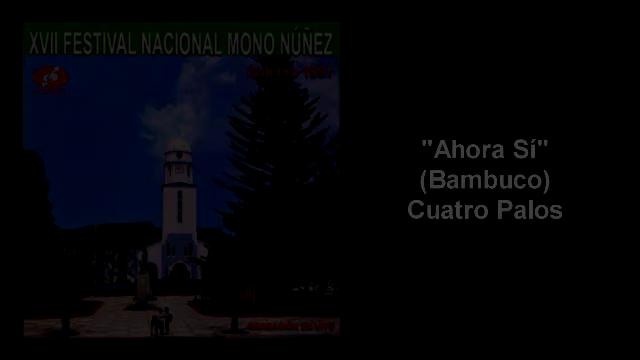 XVII FESTIVAL NACIONAL MONO NÚÑEZ
"Ahora Sí"
(Bambuco)
Cuatro Palos